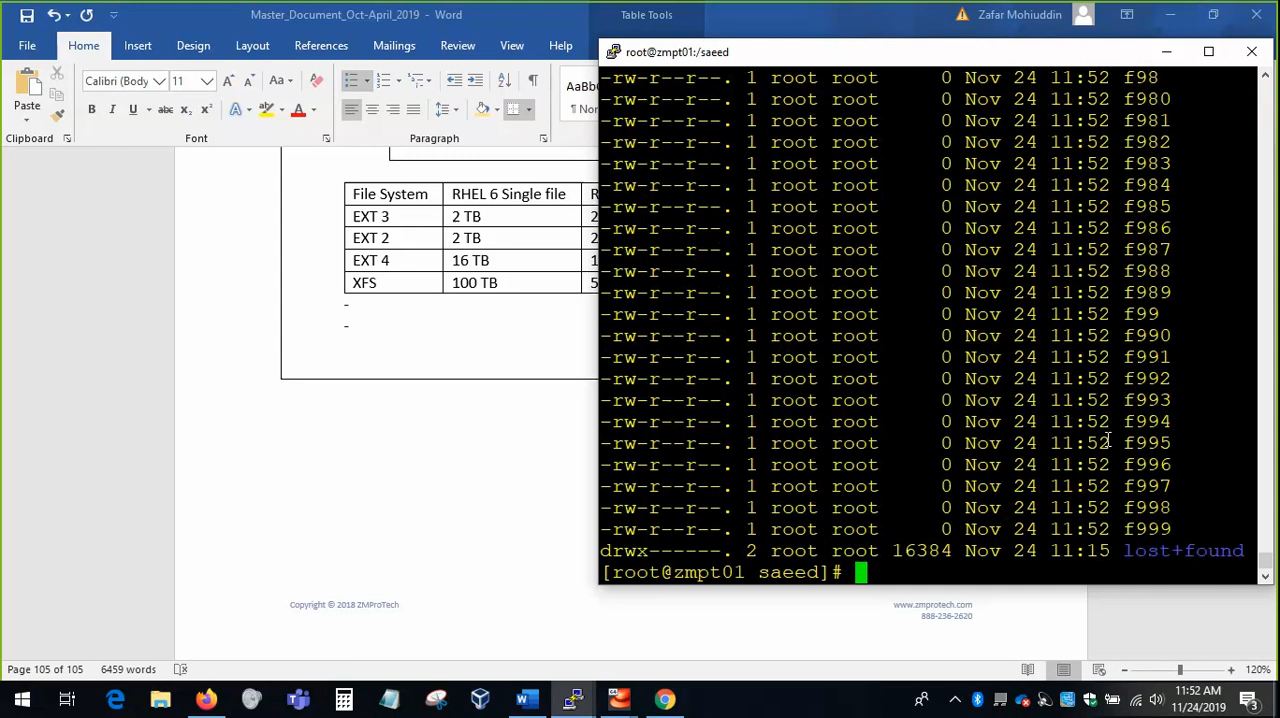 Master_Document_Oct-April_2019 - Word
Table Tools
Zafar Mohiuddin
File Home Insert Design Layout References Mailings Review View Help
Calibri (Body) 11
Aa
AaBbC
Paste
B I U abc X₂ X² A A
¶ Norm
Clipboard
Font
Paragraph
File System RHEL 6 Single file R
EXT 3 2 TB 2
EXT 2 2 TB 2
EXT 4 16 TB 1
XFS 100 TB 5
-
-
Copyright © 2018 ZMProTech
www.zmprotech.com
888-236-2620
root@zmpt01:/saeed
-rw-r--r--. 1 root root 0 Nov 24 11:52 f98
-rw-r--r--. 1 root root 0 Nov 24 11:52 f980
-rw-r--r--. 1 root root 0 Nov 24 11:52 f981
-rw-r--r--. 1 root root 0 Nov 24 11:52 f982
-rw-r--r--. 1 root root 0 Nov 24 11:52 f983
-rw-r--r--. 1 root root 0 Nov 24 11:52 f984
-rw-r--r--. 1 root root 0 Nov 24 11:52 f985
-rw-r--r--. 1 root root 0 Nov 24 11:52 f986
-rw-r--r--. 1 root root 0 Nov 24 11:52 f987
-rw-r--r--. 1 root root 0 Nov 24 11:52 f988
-rw-r--r--. 1 root root 0 Nov 24 11:52 f989
-rw-r--r--. 1 root root 0 Nov 24 11:52 f99
-rw-r--r--. 1 root root 0 Nov 24 11:52 f990
-rw-r--r--. 1 root root 0 Nov 24 11:52 f991
-rw-r--r--. 1 root root 0 Nov 24 11:52 f992
-rw-r--r--. 1 root root 0 Nov 24 11:52 f993
-rw-r--r--. 1 root root 0 Nov 24 11:52 f994
-rw-r--r--. 1 root root 0 Nov 24 11:52 f995
-rw-r--r--. 1 root root 0 Nov 24 11:52 f996
-rw-r--r--. 1 root root 0 Nov 24 11:52 f997
-rw-r--r--. 1 root root 0 Nov 24 11:52 f998
-rw-r--r--. 1 root root 0 Nov 24 11:52 f999
drwx------. 2 root root 16384 Nov 24 11:15 lost+found
[root@zmpt01 saeed]#
Page 105 of 105 6459 words
120%
11:52 AM
11/24/2019
3